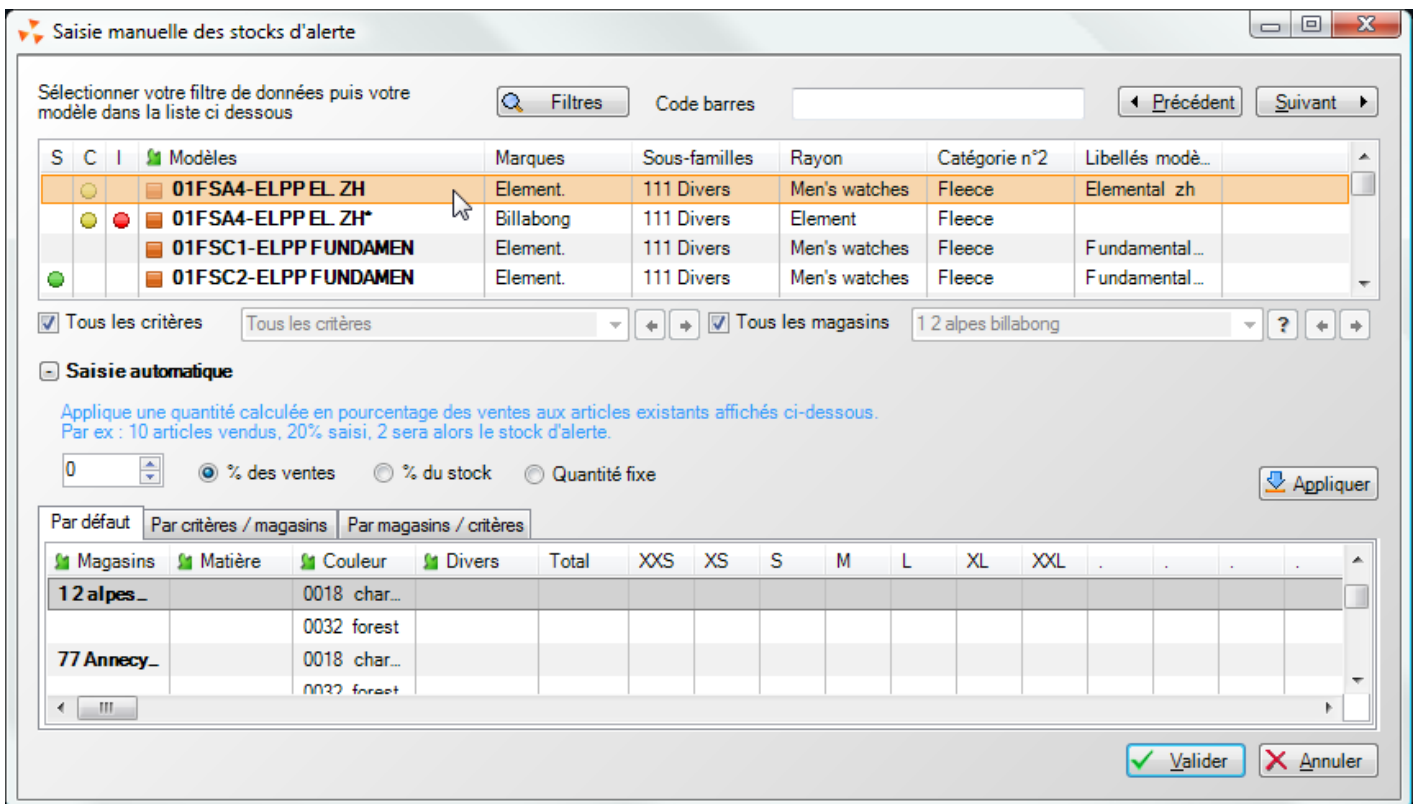 Saisie manuelle des stocks d'alerte
Sélectionner votre filtre de données puis votre
modèle dans la liste ci dessous
Filtres
Code barres
Précédent
Suivant
S C I Modèles Marques Sous-familles Rayon Catégorie n°2 Libellés modè...
01FSA4-ELPP EL. ZH Element. 111 Divers Men's watches Fleece Elemental zh
01FSA4-ELPP EL. ZH* Billabong 111 Divers Element Fleece
01FSC1-ELPP FUNDAMEN Element. 111 Divers Men's watches Fleece Fundamental...
01FSC2-ELPP FUNDAMEN Element. 111 Divers Men's watches Fleece Fundamental...
Tous les critères Tous les critères Tous les magasins 1 2 alpes billabong ?
Saisie automatique
Applique une quantité calculée en pourcentage des ventes aux articles existants affichés ci-dessous.
Par ex : 10 articles vendus, 20% saisi, 2 sera alors le stock d'alerte.
0 % des ventes % du stock Quantité fixe
Appliquer
Par défaut Par critères / magasins Par magasins / critères
Magasins Matière Couleur Divers Total XXS XS S M L XL XXL . . . .
1 2 alpes... 0018 char...
0032 forest
77 Annecy... 0018 char...
0032 forest
Valider Annuler